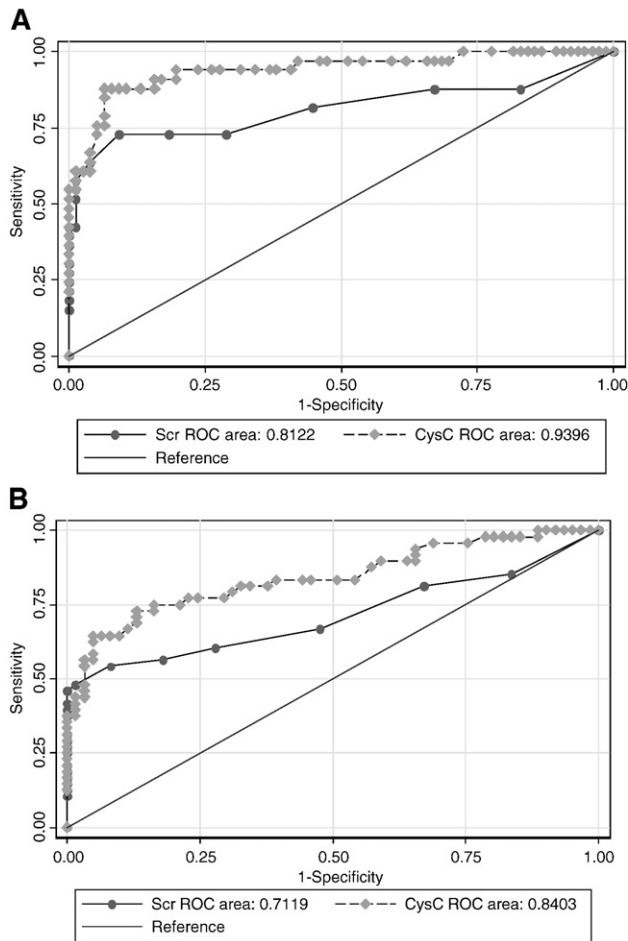 A
1.00
0.75
0.50
0.25
0.00
Sensitivity
0.00 0.25 0.50 0.75 1.00
1-Specificity
Scr ROC area: 0.8122 CysC ROC area: 0.9396
Reference
B
1.00
0.75
0.50
0.25
0.00
Sensitivity
0.00 0.25 0.50 0.75 1.00
1-Specificity
Scr ROC area: 0.7119 CysC ROC area: 0.8403
Reference